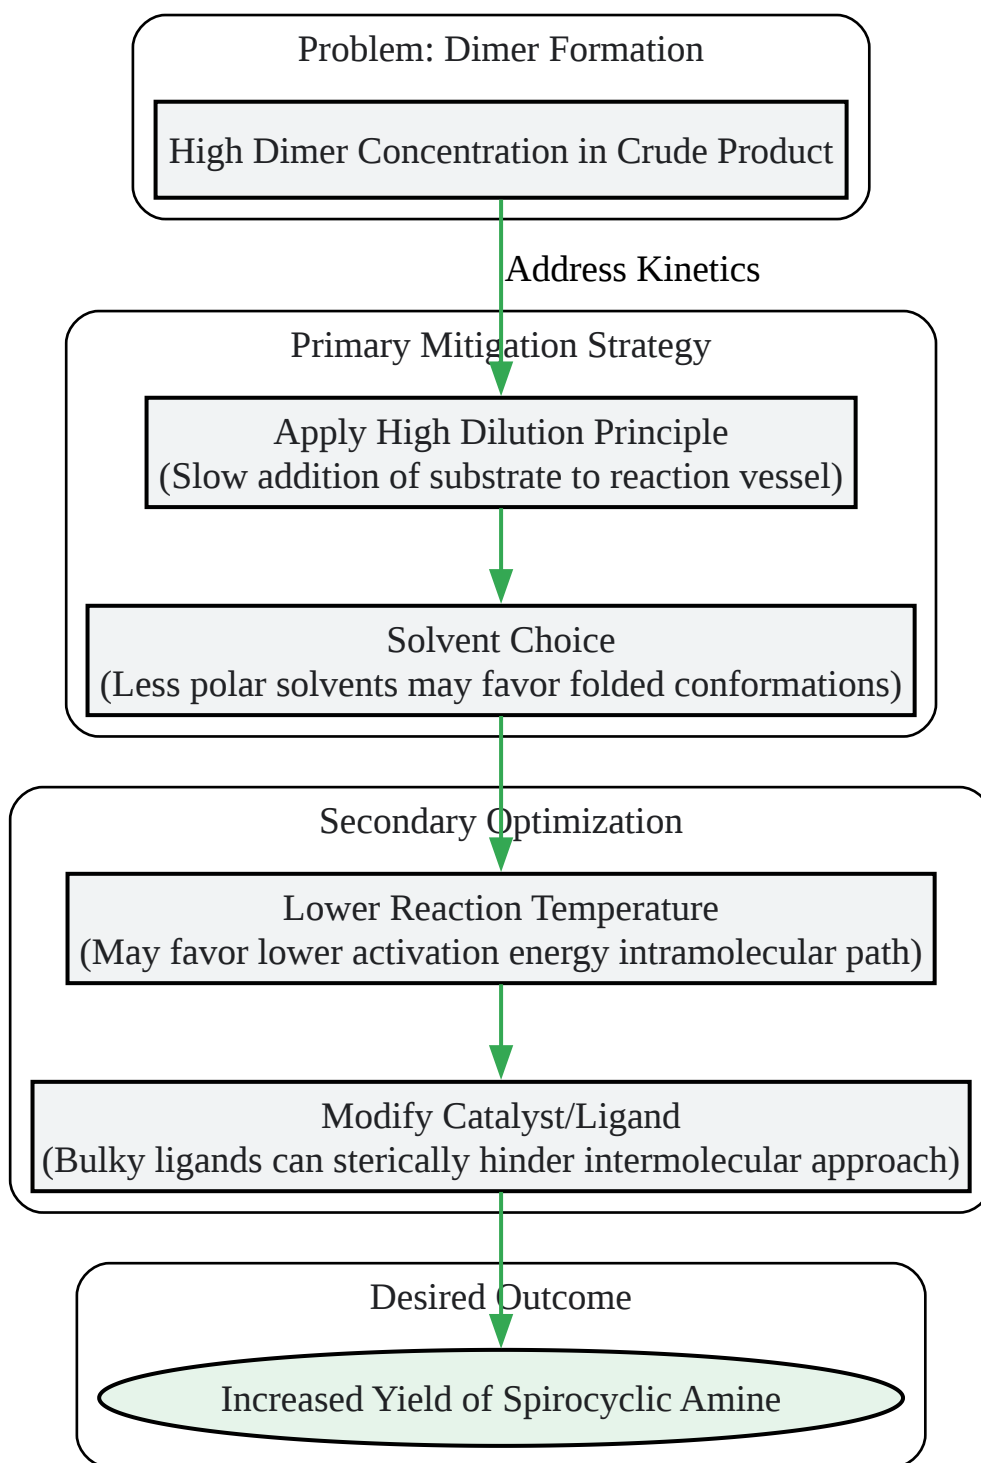 Problem: Dimer Formation
High Dimer Concentration in Crude Product
Address Kinetics
Primary Mitigation Strategy
Apply High Dilution Principle
(Slow addition of substrate to reaction vessel)
Solvent Choice
(Less polar solvents may favor folded conformations)
Secondary Optimization
Lower Reaction Temperature
(May favor lower activation energy intramolecular path)
Modify Catalyst/Ligand
(Bulky ligands can sterically hinder intermolecular approach)
Desired Outcome
Increased Yield of Spirocyclic Amine